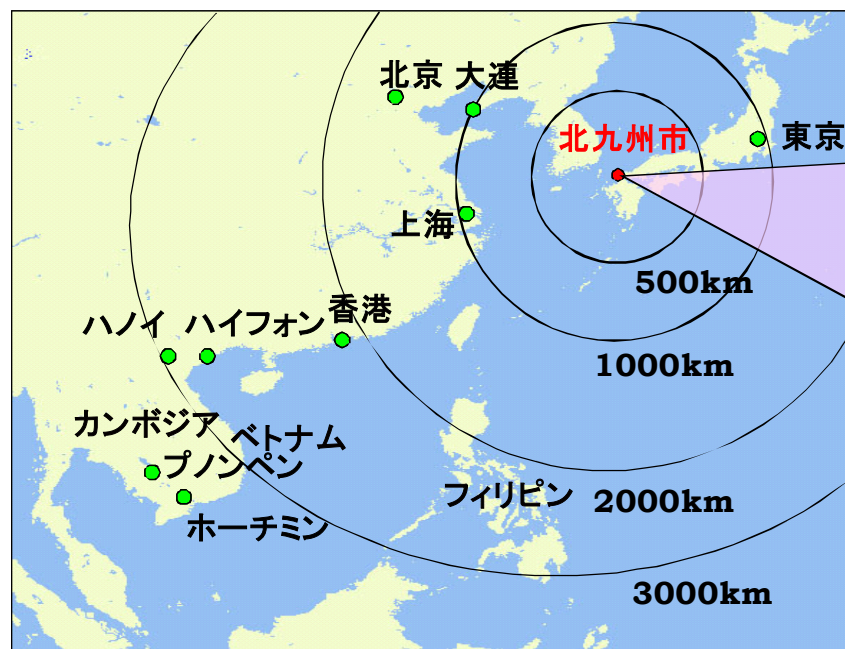 北京 大連
北九州市
東京
上海
500km
香港
ハノイ ハイフォン
1000km
カンボジア
ベトナム
プノンペン
フィリピン
2000km
ホーチミン
3000km